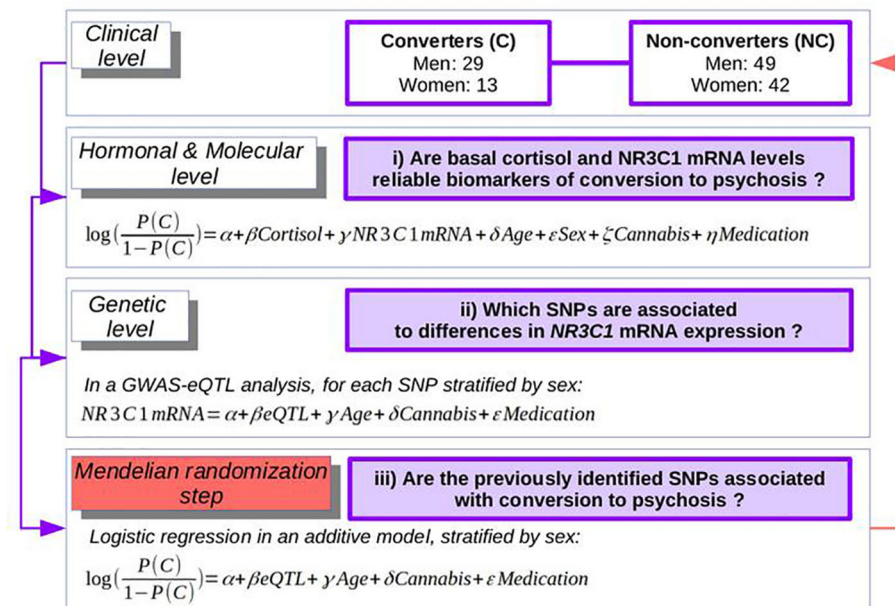 Clinical
level
Converters (C)
Men: 29
Women: 13
Non-converters (NC)
Men: 49
Women: 42
Hormonal & Molecular
level
i) Are basal cortisol and NR3C1 mRNA levels
reliable biomarkers of conversion to psychosis ?
log(P(C)/1−P(C))=α+βCortisol+γNR3C1mRNA+δAge+εSex+ζCannabis+ηMedication
Genetic
level
ii) Which SNPs are associated
to differences in NR3C1 mRNA expression ?
In a GWAS-eQTL analysis, for each SNP stratified by sex:
NR3C1mRNA=α+βeQTL+γAge+δCannabis+εMedication
Mendelian randomization
step
iii) Are the previously identified SNPs associated
with conversion to psychosis ?
Logistic regression in an additive model, stratified by sex:
log(P(C)/1−P(C))=α+βeQTL+γAge+δCannabis+εMedication